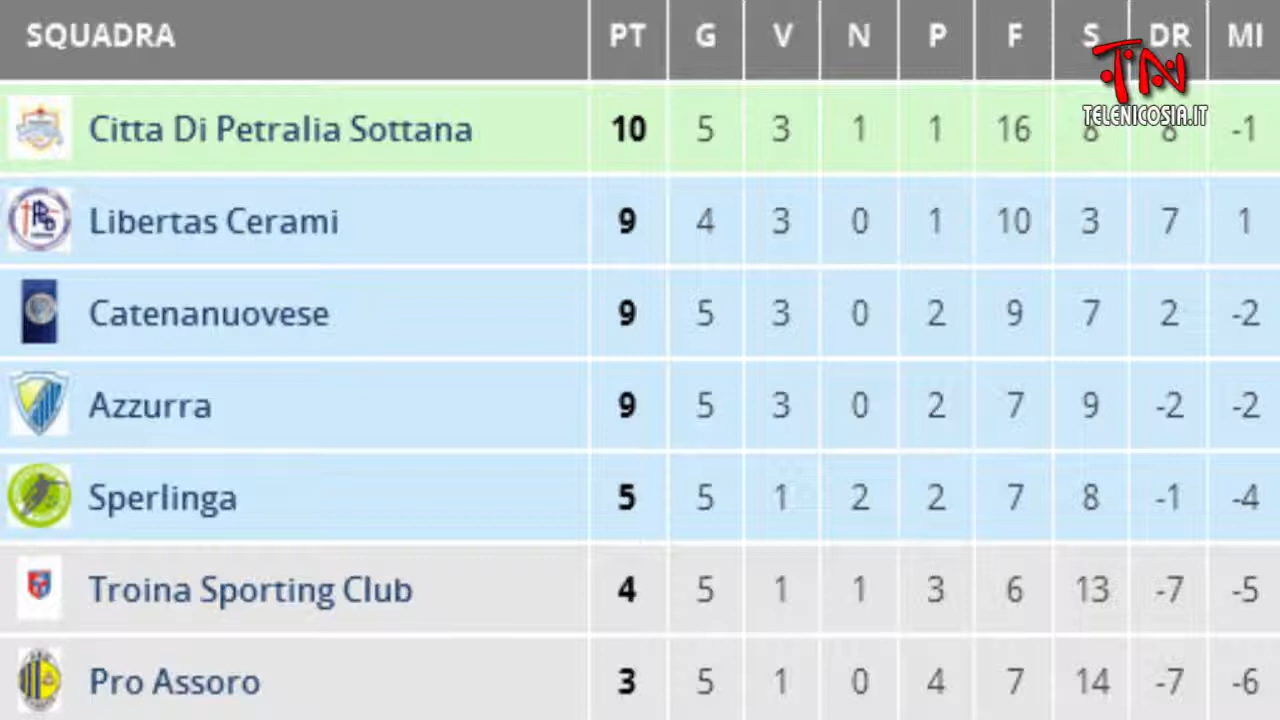 SQUADRA PT G V N P F S DR MI
TN
TELENICOSIA.IT
Citta Di Petralia Sottana 10 5 3 1 1 16 8 8 -1
Libertas Cerami 9 4 3 0 1 10 3 7 1
Catenanuovese 9 5 3 0 2 9 7 2 -2
Azzurra 9 5 3 0 2 7 9 -2 -2
Sperlinga 5 5 1 2 2 7 8 -1 -4
Troina Sporting Club 4 5 1 1 3 6 13 -7 -5
Pro Assoro 3 5 1 0 4 7 14 -7 -6